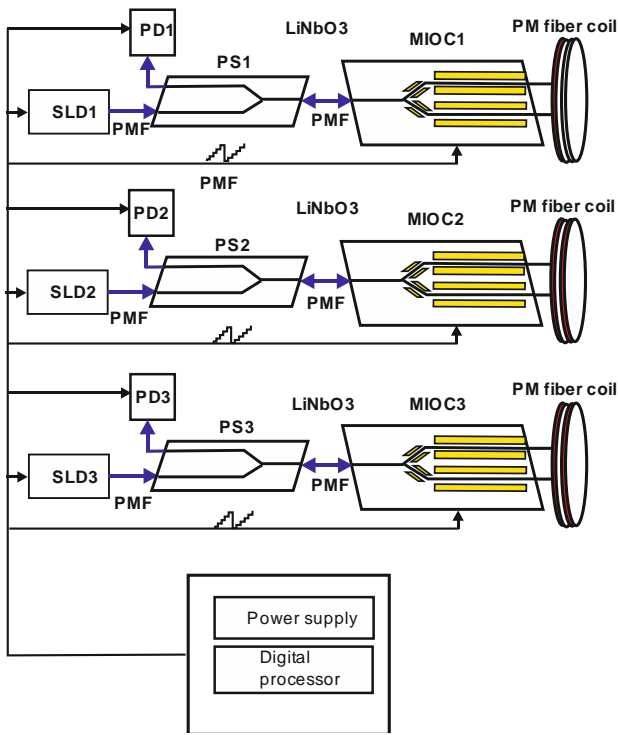 PD1
LiNbO3
MIOC1
PM fiber coil
PS1
SLD1
PMF
PMF
PMF
PD2
LiNbO3
MIOC2
PM fiber coil
PS2
SLD2
PMF
PMF
PD3
LiNbO3
MIOC3
PM fiber coil
PS3
SLD3
PMF
PMF
Power supply
Digital
processor